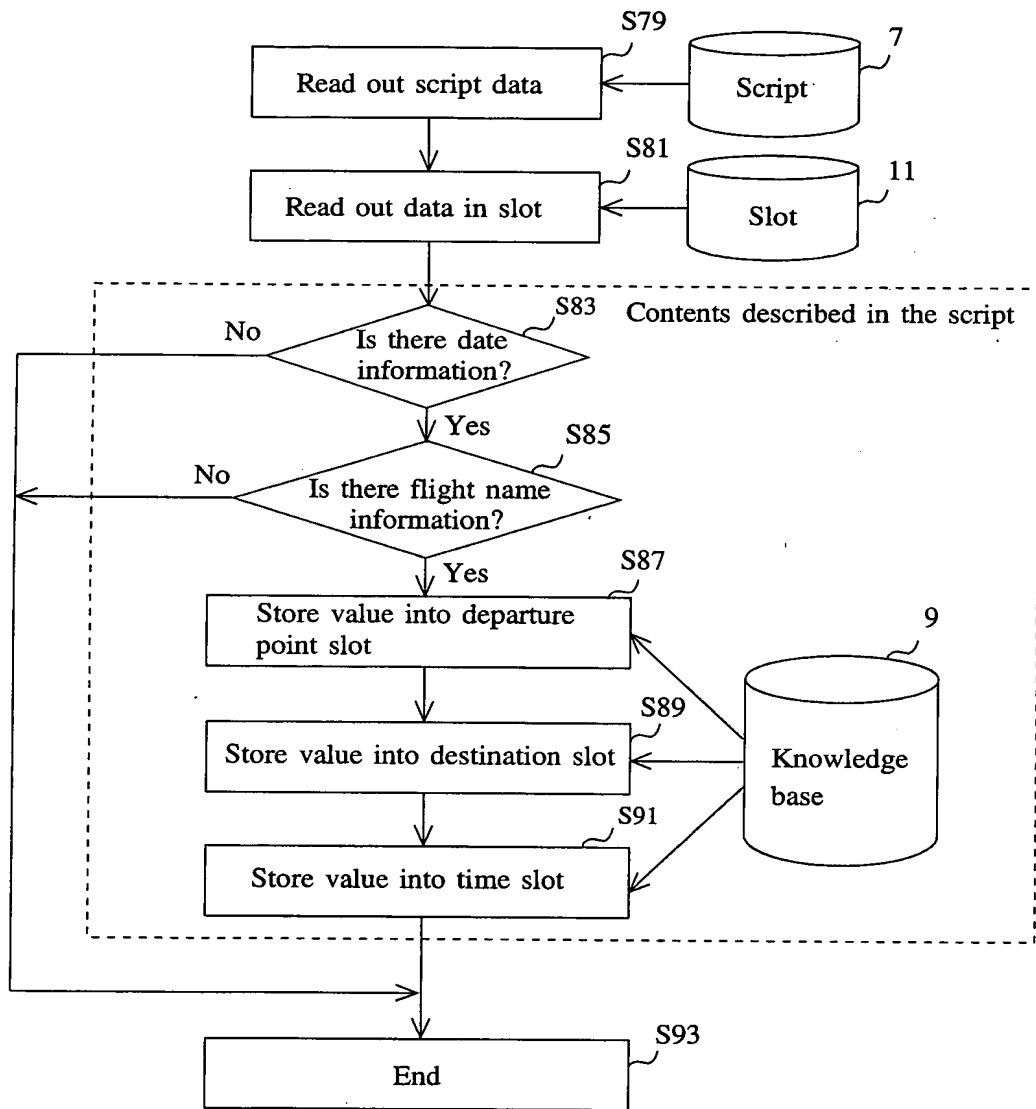 S79
7
Read out script data
Script
S81
11
Read out data in slot
Slot
S83
Contents described in the script
No
Is there date
information?
Yes
S85
No
Is there flight name
information?
Yes
S87
Store value into departure
point slot
9
S89
Store value into destination slot
Knowledge
base
S91
Store value into time slot
S93
End